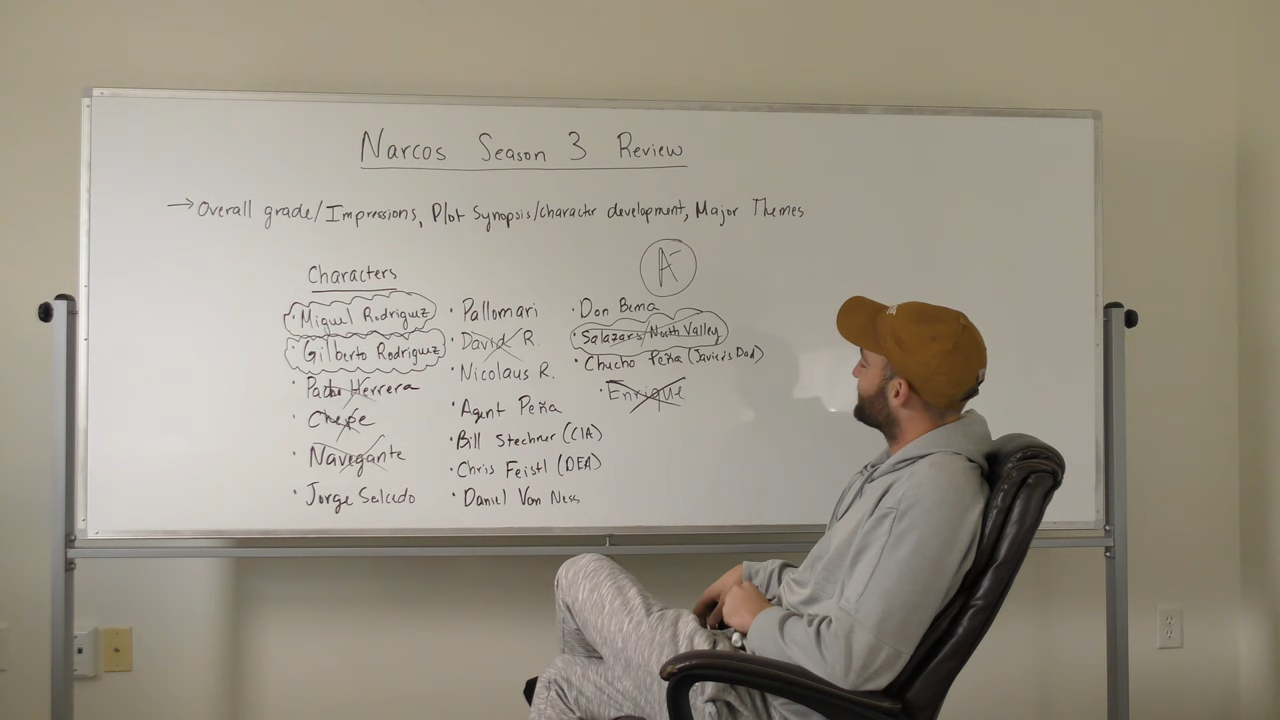 Narcos Season 3 Review
→ Overall grade/Impressions, Plot Synopsis/character development, Major Themes
A-
Characters
· Miguel Rodriguez
· Gilberto Rodriguez
· Pacho Herrera
· Chepe
· Navegante
· Jorge Salcedo
· Pallomari
· David R.
· Nicolaus R.
· Agent Peña
· Bill Stechner (CIA)
· Chris Feistl (DEA)
· Daniel Van Ness
· Don Berna
· Salazars/North Valley
· Chucho Peña (Javier's Dad)
· Enrique